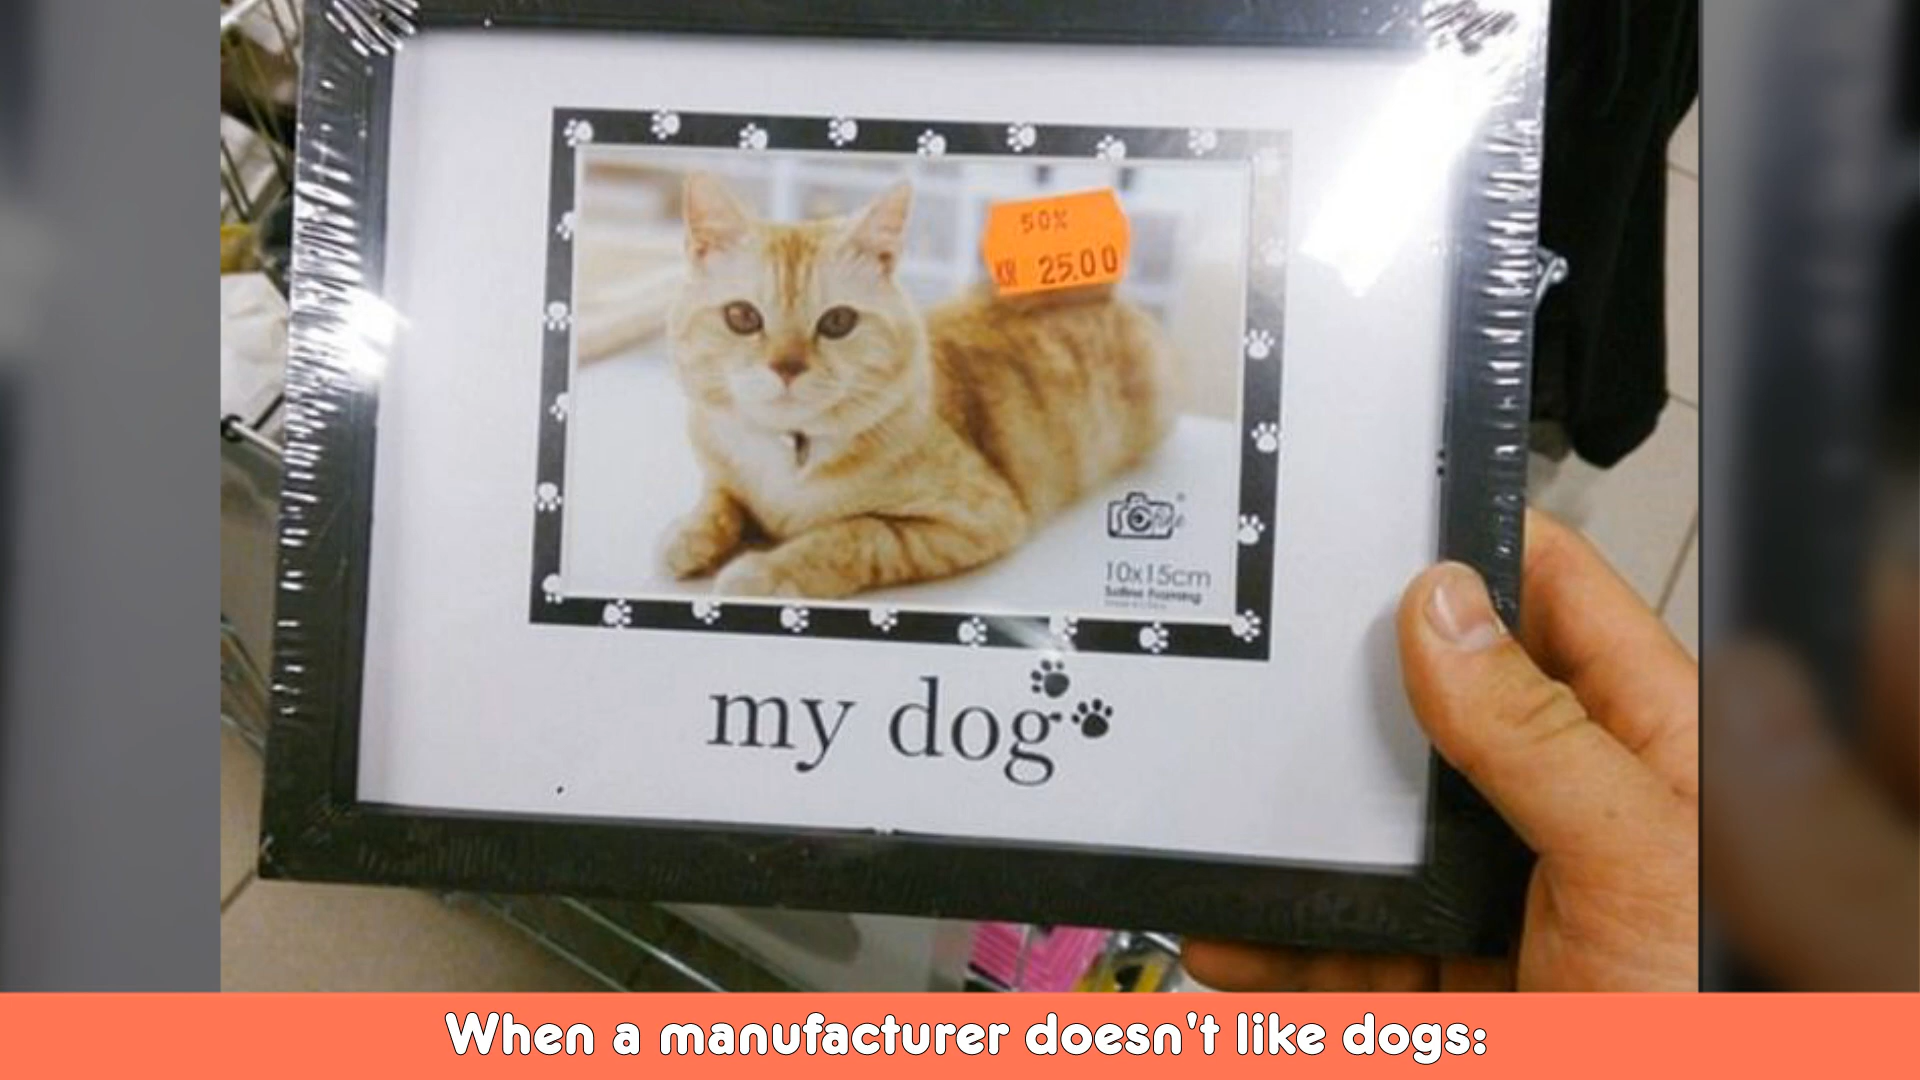 50%
KR 25.00
10x15cm
my dog
When a manufacturer doesn't like dogs: